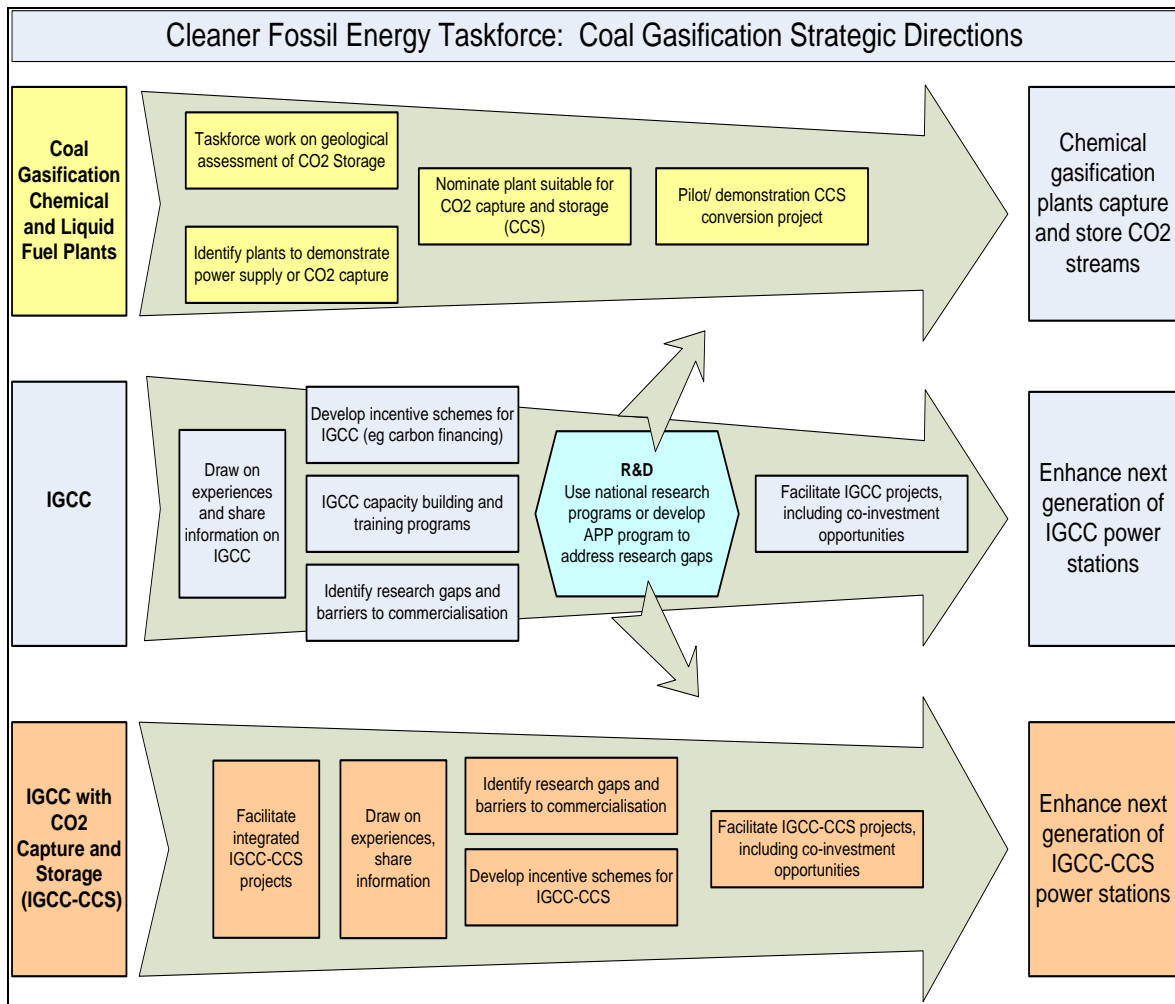 Cleaner Fossil Energy Taskforce:  Coal Gasification Strategic Directions
Coal
Gasification
Chemical
and Liquid
Fuel Plants
Taskforce work on geological
assessment of CO2 Storage
Identify plants to demonstrate
power supply or CO2 capture
Nominate plant suitable for
CO2 capture and storage
(CCS)
Pilot/ demonstration CCS
conversion project
Chemical
gasification
plants capture
and store CO2
streams
IGCC
Draw on
experiences
and share
information on
IGCC
Develop incentive schemes for
IGCC (eg carbon financing)
IGCC capacity building and
training programs
Identify research gaps and
barriers to commercialisation
R&D
Use national research
programs or develop
APP program to
address research gaps
Facilitate IGCC projects,
including co-investment
opportunities
Enhance next
generation of
IGCC power
stations
IGCC with
CO2
Capture and
Storage
(IGCC-CCS)
Facilitate
integrated
IGCC-CCS
projects
Draw on
experiences,
share
information
Identify research gaps and
barriers to commercialisation
Develop incentive schemes for
IGCC-CCS
Facilitate IGCC-CCS projects,
including co-investment
opportunities
Enhance next
generation of
IGCC-CCS
power stations